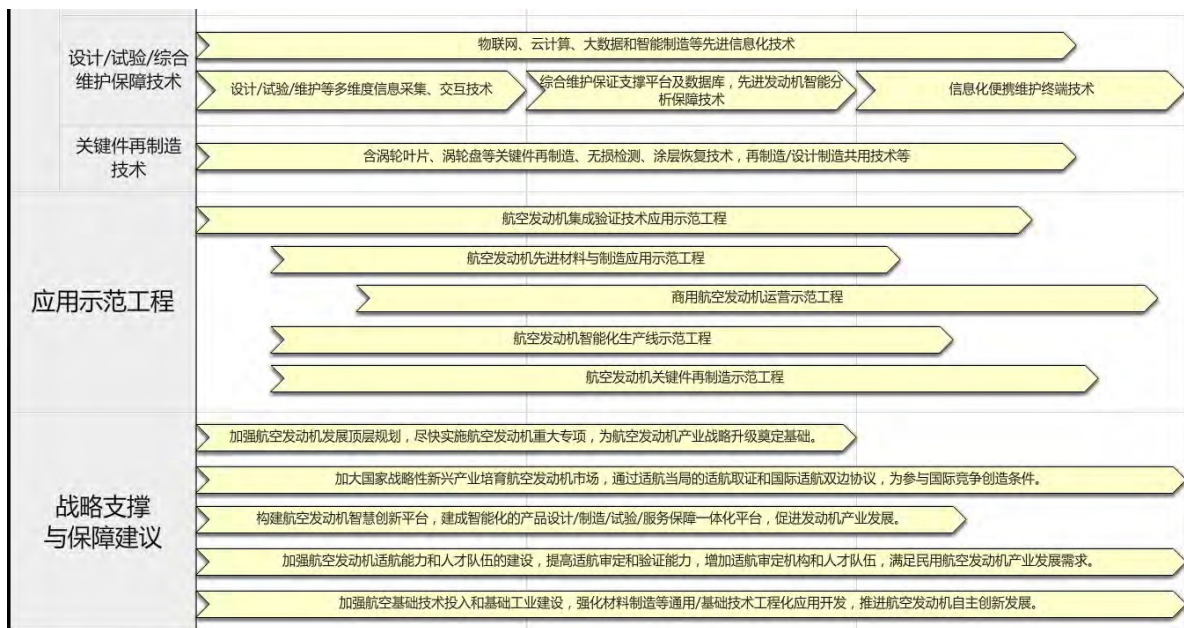 设计/试验/综合
维护保障技术
物联网、云计算、大数据和智能制造等先进信息化技术
设计/试验/维护等多维度信息采集、交互技术
综合维护保证支撑平台及数据库，先进发动机智能分
析保障技术
信息化便携维护终端技术
关键件再制造
技术
含涡轮叶片、涡轮盘等关键件再制造、无损检测、涂层恢复技术，再制造/设计制造共用技术等
应用示范工程
航空发动机集成验证技术应用示范工程
航空发动机先进材料与制造应用示范工程
商用航空发动机运营示范工程
航空发动机智能化生产线示范工程
航空发动机关键件再制造示范工程
战略支撑
与保障建议
加强航空发动机发展顶层规划，尽快实施航空发动机重大专项，为航空发动机产业战略升级奠定基础。
加大国家战略性新兴产业培育航空发动机市场，通过适航当局的适航取证和国际适航双边协议，为参与国际竞争创造条件。
构建航空发动机智慧创新平台，建成智能化的产品设计/制造/试验/服务保障一体化平台，促进发动机产业发展。
加强航空发动机适航能力和人才队伍的建设，提高适航审定和验证能力，增加适航审定机构和人才队伍，满足民用航空发动机产业发展需求。
加强航空基础技术投入和基础工业建设，强化材料制造等通用/基础技术工程化应用开发，推进航空发动机自主创新发展。